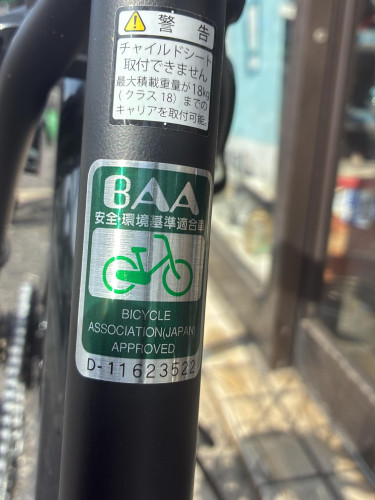 警告
チャイルドシート
取付できません
最大積載重量が18kg
(クラス18)までの
キャリアを取付可能。
BAA
安全・環境基準適合車
BICYCLE
ASSOCIATION(JAPAN)
APPROVED
D-11623522